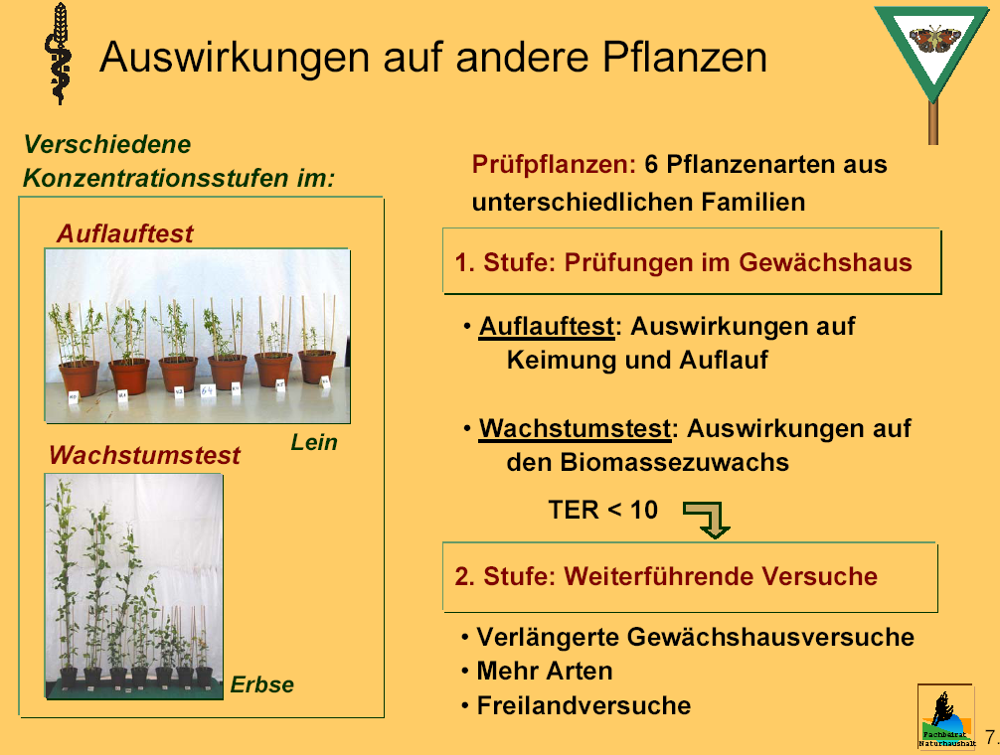 Auswirkungen auf andere Pflanzen
Verschiedene
Konzentrationsstufen im:
Auflauftest
64
Lein
Wachstumstest
Erbse
Prüfpflanzen: 6 Pflanzenarten aus
unterschiedlichen Familien
1. Stufe: Prüfungen im Gewächshaus
• Auflauftest: Auswirkungen auf
Keimung und Auflauf
• Wachstumstest: Auswirkungen auf
den Biomassezuwachs
TER < 10
2. Stufe: Weiterführende Versuche
• Verlängerte Gewächshausversuche
• Mehr Arten
• Freilandversuche
Fachbeirat
Naturhaushalt
7.